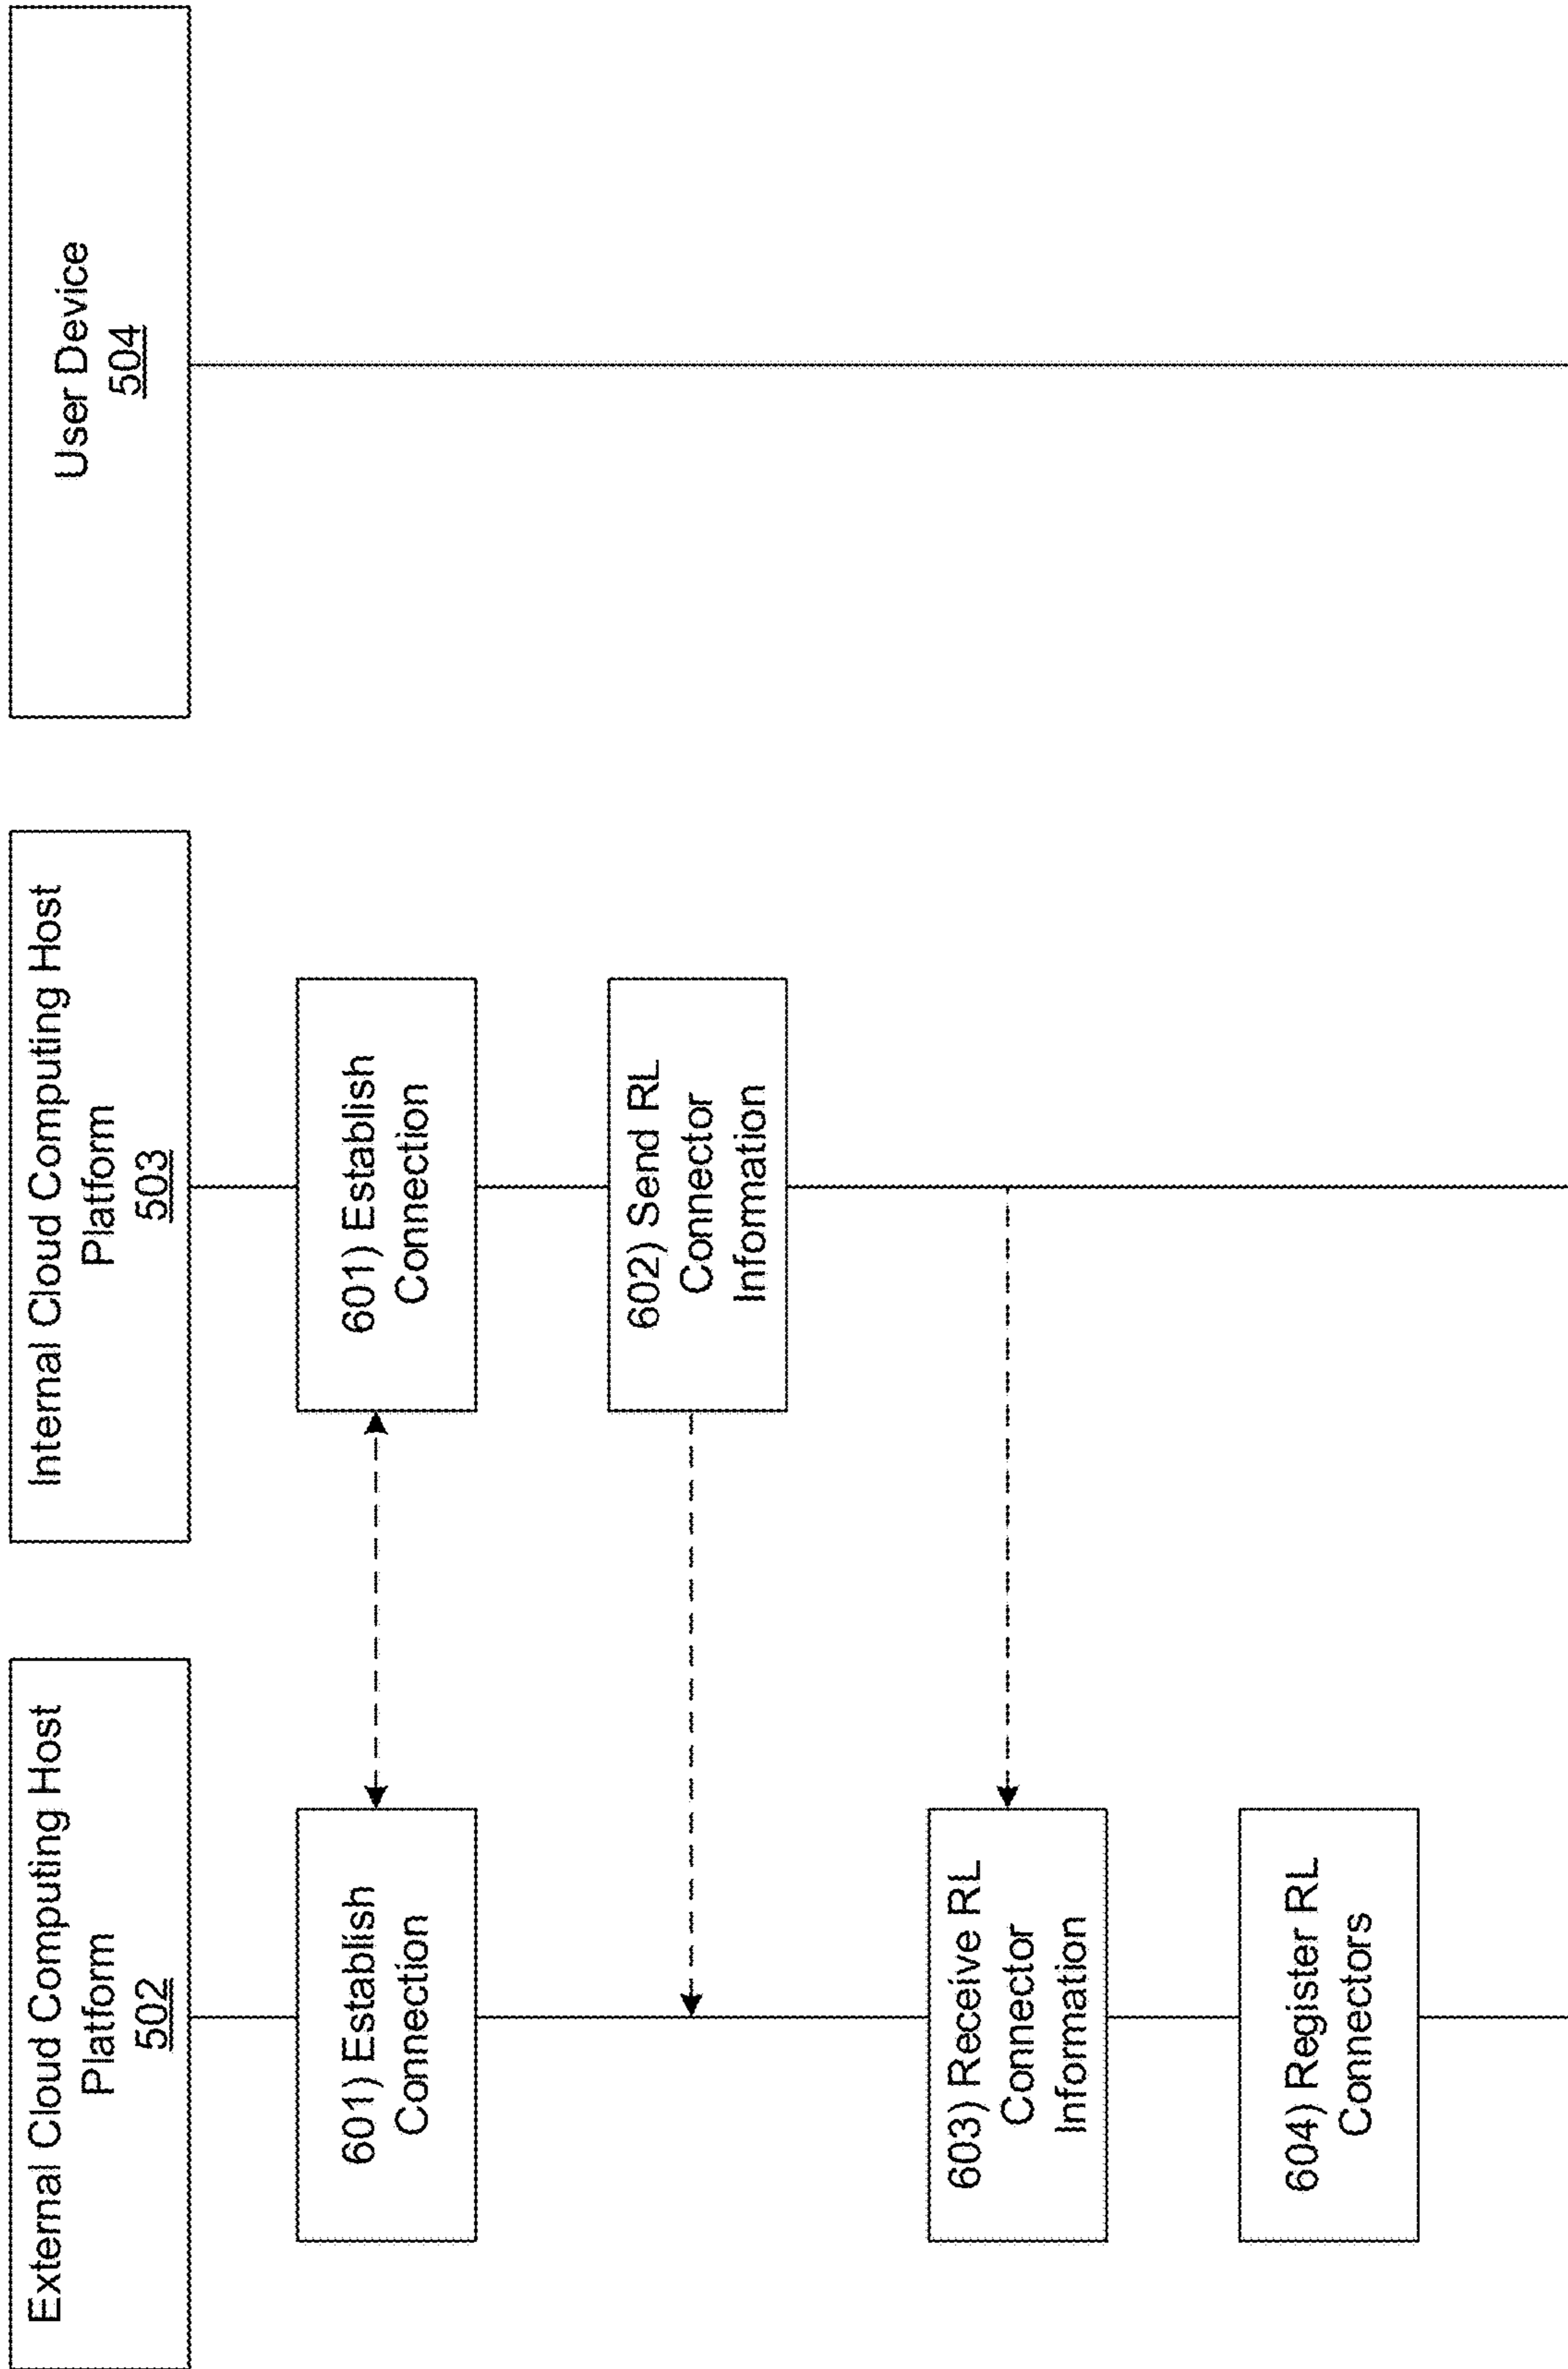 External Cloud Computing Host
Platform
502
Internal Cloud Computing Host
Platform
503
User Device
504
601) Establish
Connection
601) Establish
Connection
602) Send RL
Connector
Information
603) Receive RL
Connector
Information
604) Register RL
Connectors